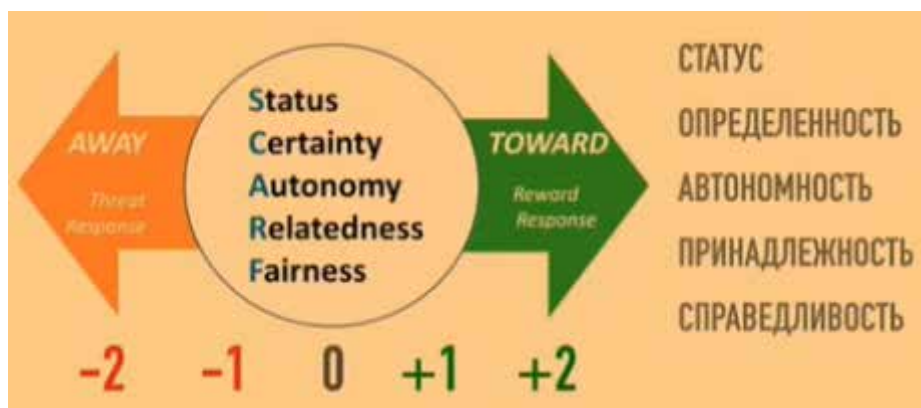 AWAY
Threat
Response
Status
Certainty
Autonomy
Relatedness
Fairness
TOWARD
Reward
Response
СТАТУС
ОПРЕДЕЛЕННОСТЬ
АВТОНОМНОСТЬ
ПРИНАДЛЕЖНОСТЬ
СПРАВЕДЛИВОСТЬ
-2 -1 0 +1 +2